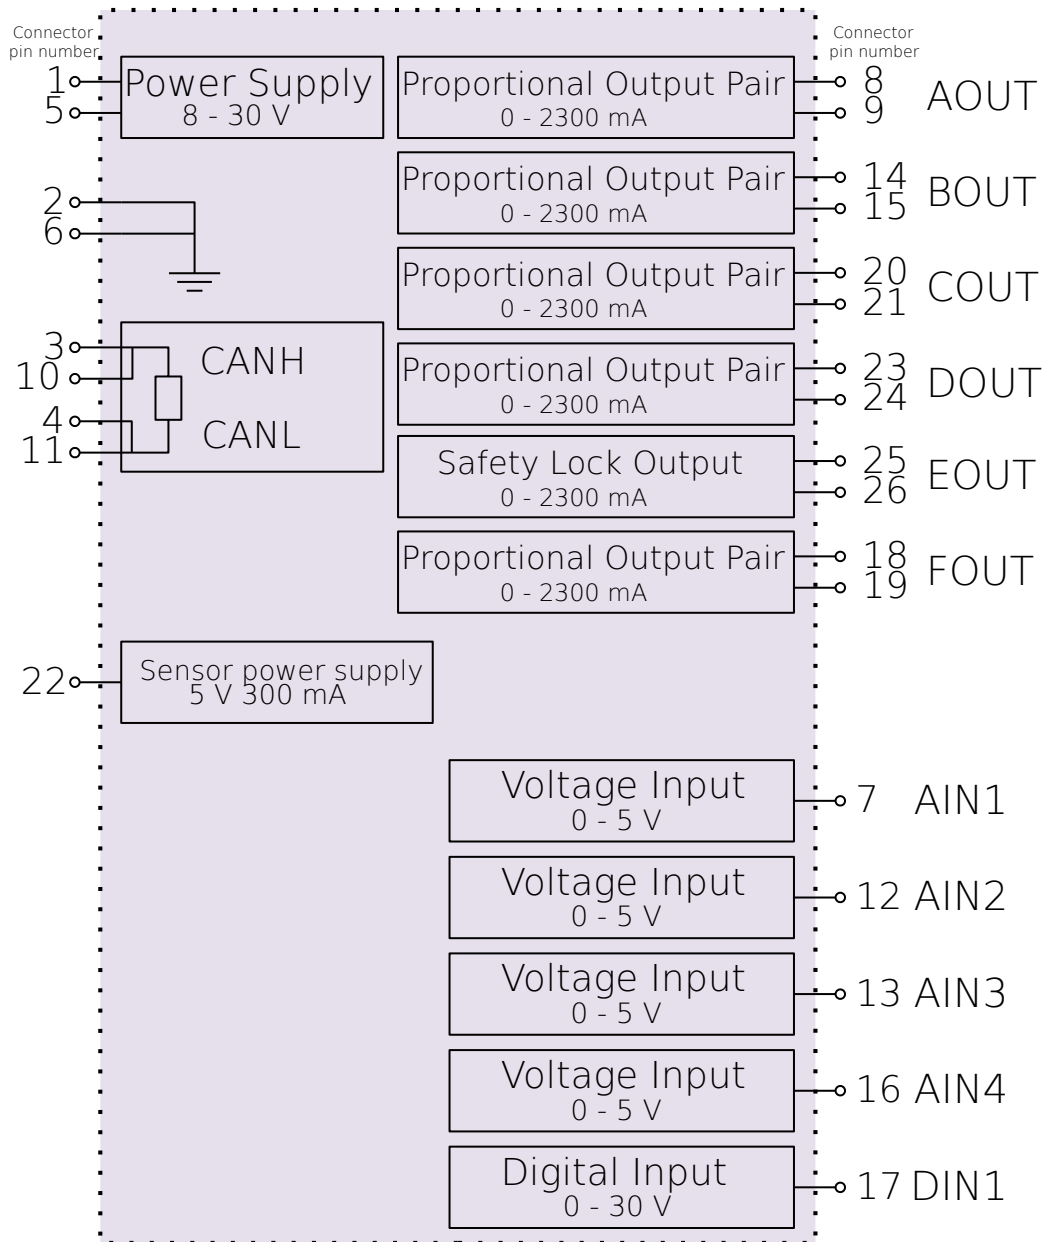 Connector
pin number
1
5
Power Supply
8 - 30 V
2
6
3
10
4
11
CANH
CANL
22
Sensor power supply
5 V 300 mA
Connector
pin number
Proportional Output Pair
0 - 2300 mA
8
9
AOUT
Proportional Output Pair
0 - 2300 mA
14
15
BOUT
Proportional Output Pair
0 - 2300 mA
20
21
COUT
Proportional Output Pair
0 - 2300 mA
23
24
DOUT
Safety Lock Output
0 - 2300 mA
25
26
EOUT
Proportional Output Pair
0 - 2300 mA
18
19
FOUT
Voltage Input
0 - 5 V
7 AIN1
Voltage Input
0 - 5 V
12 AIN2
Voltage Input
0 - 5 V
13 AIN3
Voltage Input
0 - 5 V
16 AIN4
Digital Input
0 - 30 V
17 DIN1